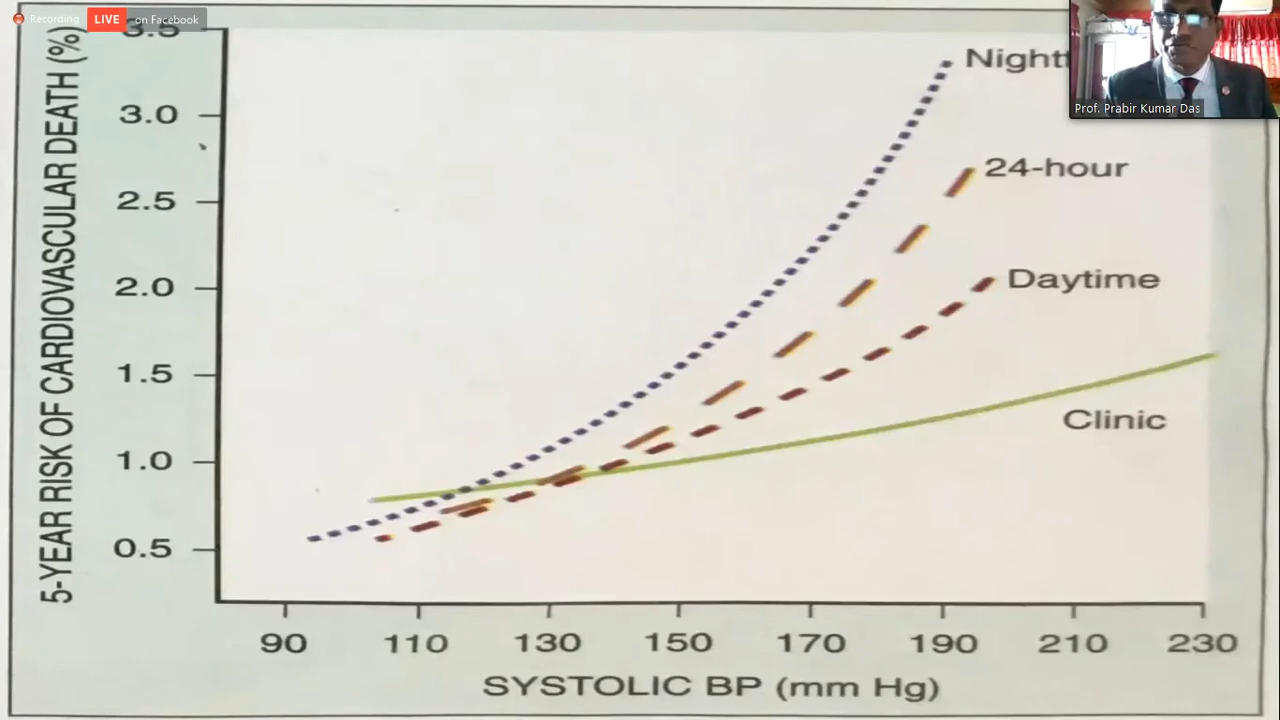 Recording LIVE on Facebook
5-YEAR RISK OF CARDIOVASCULAR DEATH (%)
3.5
3.0
2.5
2.0
1.5
1.0
0.5
24-hour
Daytime
Clinic
90 110 130 150 170 190 210 230
SYSTOLIC BP (mm Hg)
Prof. Prabir Kumar Das